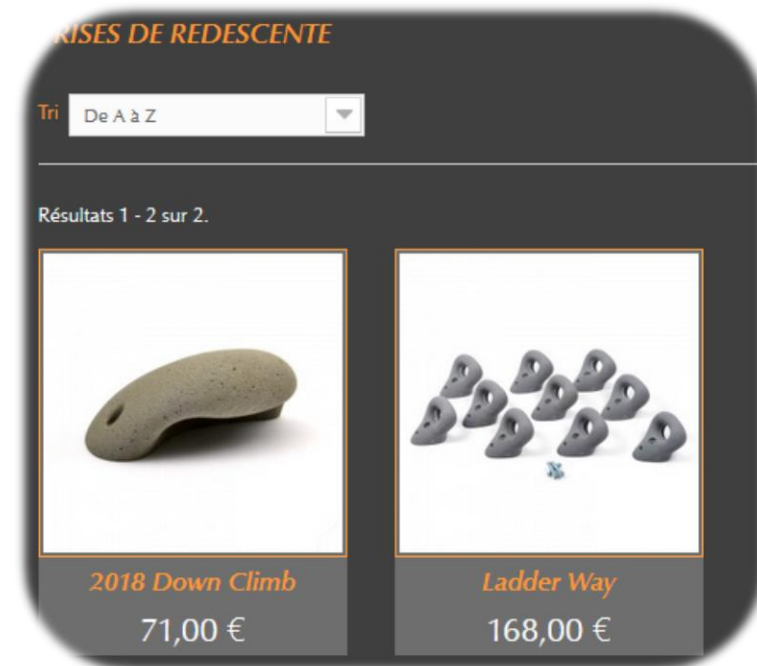 RISES DE REDESCENTE
Tri De A à Z
Résultats 1 - 2 sur 2.
2018 Down Climb
71,00 €
Ladder Way
168,00 €